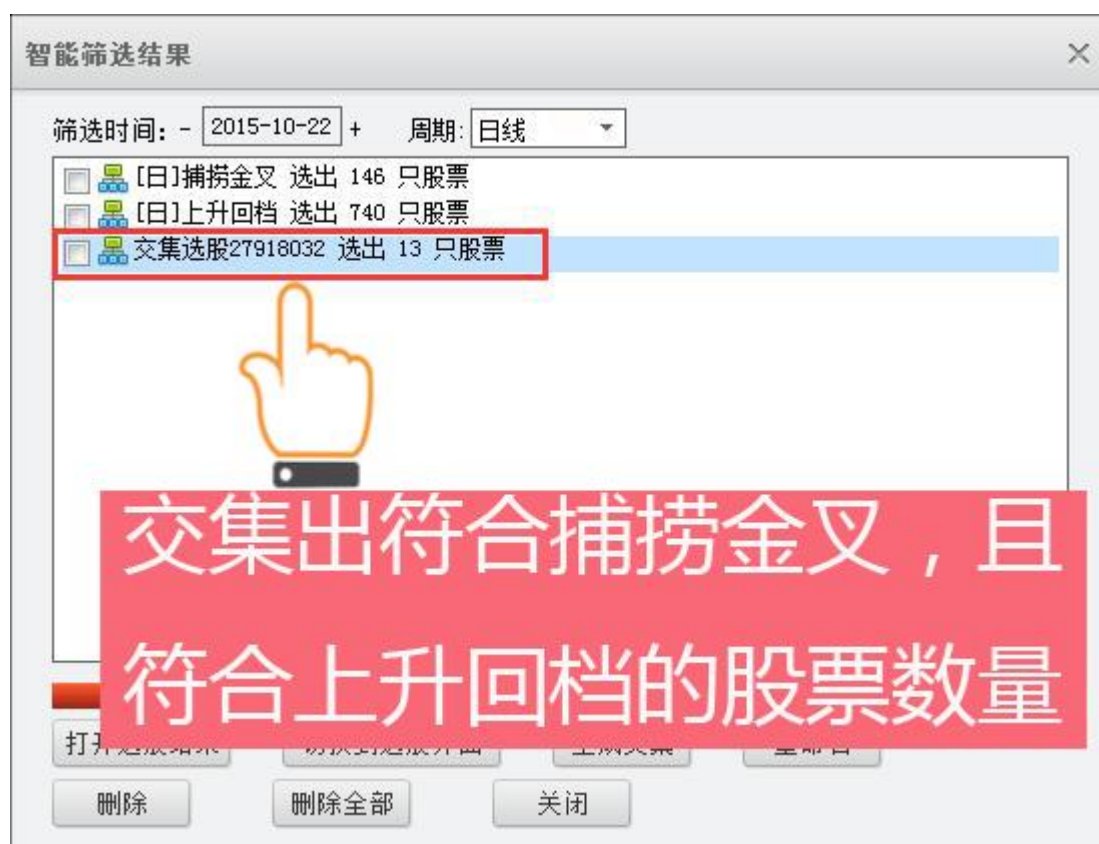 智能筛选结果
筛选时间: - 2015-10-22 + 周期: 日线
[日]捕捞金叉 选出 146 只股票
[日]上升回档 选出 740 只股票
交集选股27918032 选出 13 只股票
交集出符合捕捞金叉，且
符合上升回档的股票数量
删除 删除全部 关闭